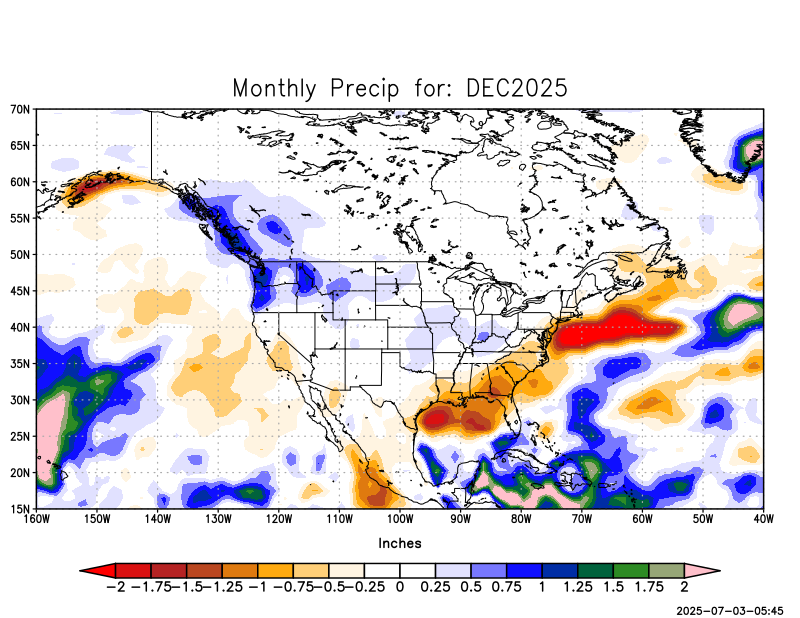 Monthly Precip for: DEC2025
70N
65N
60N
55N
50N
45N
40N
35N
30N
25N
20N
15N
160W 150W 140W 130W 120W 110W 100W 90W 80W 70W 60W 50W 40W
Inches
-2 -1.75-1.5-1.25 -1 -0.75-0.5-0.25 0 0.25 0.5 0.75 1 1.25 1.5 1.75 2
2025-07-03-05:45